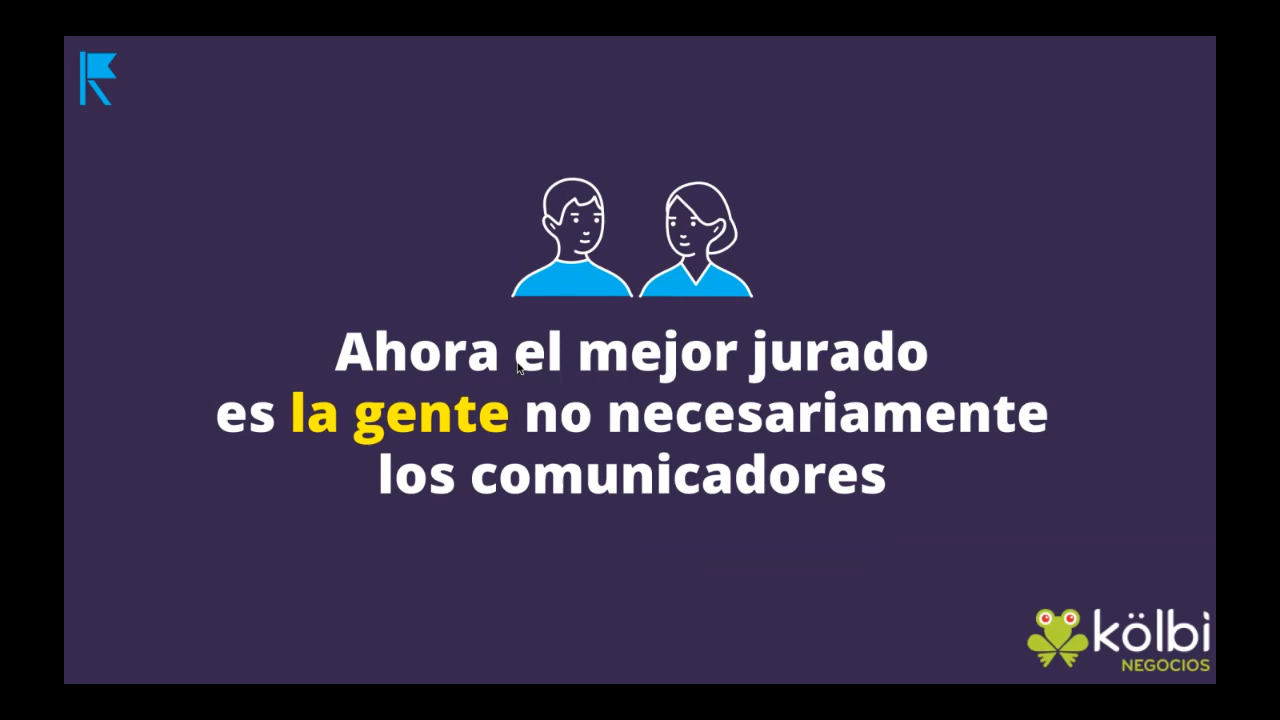 Ahora el mejor jurado
es la gente no necesariamente
los comunicadores
kölbi
NEGOCIOS